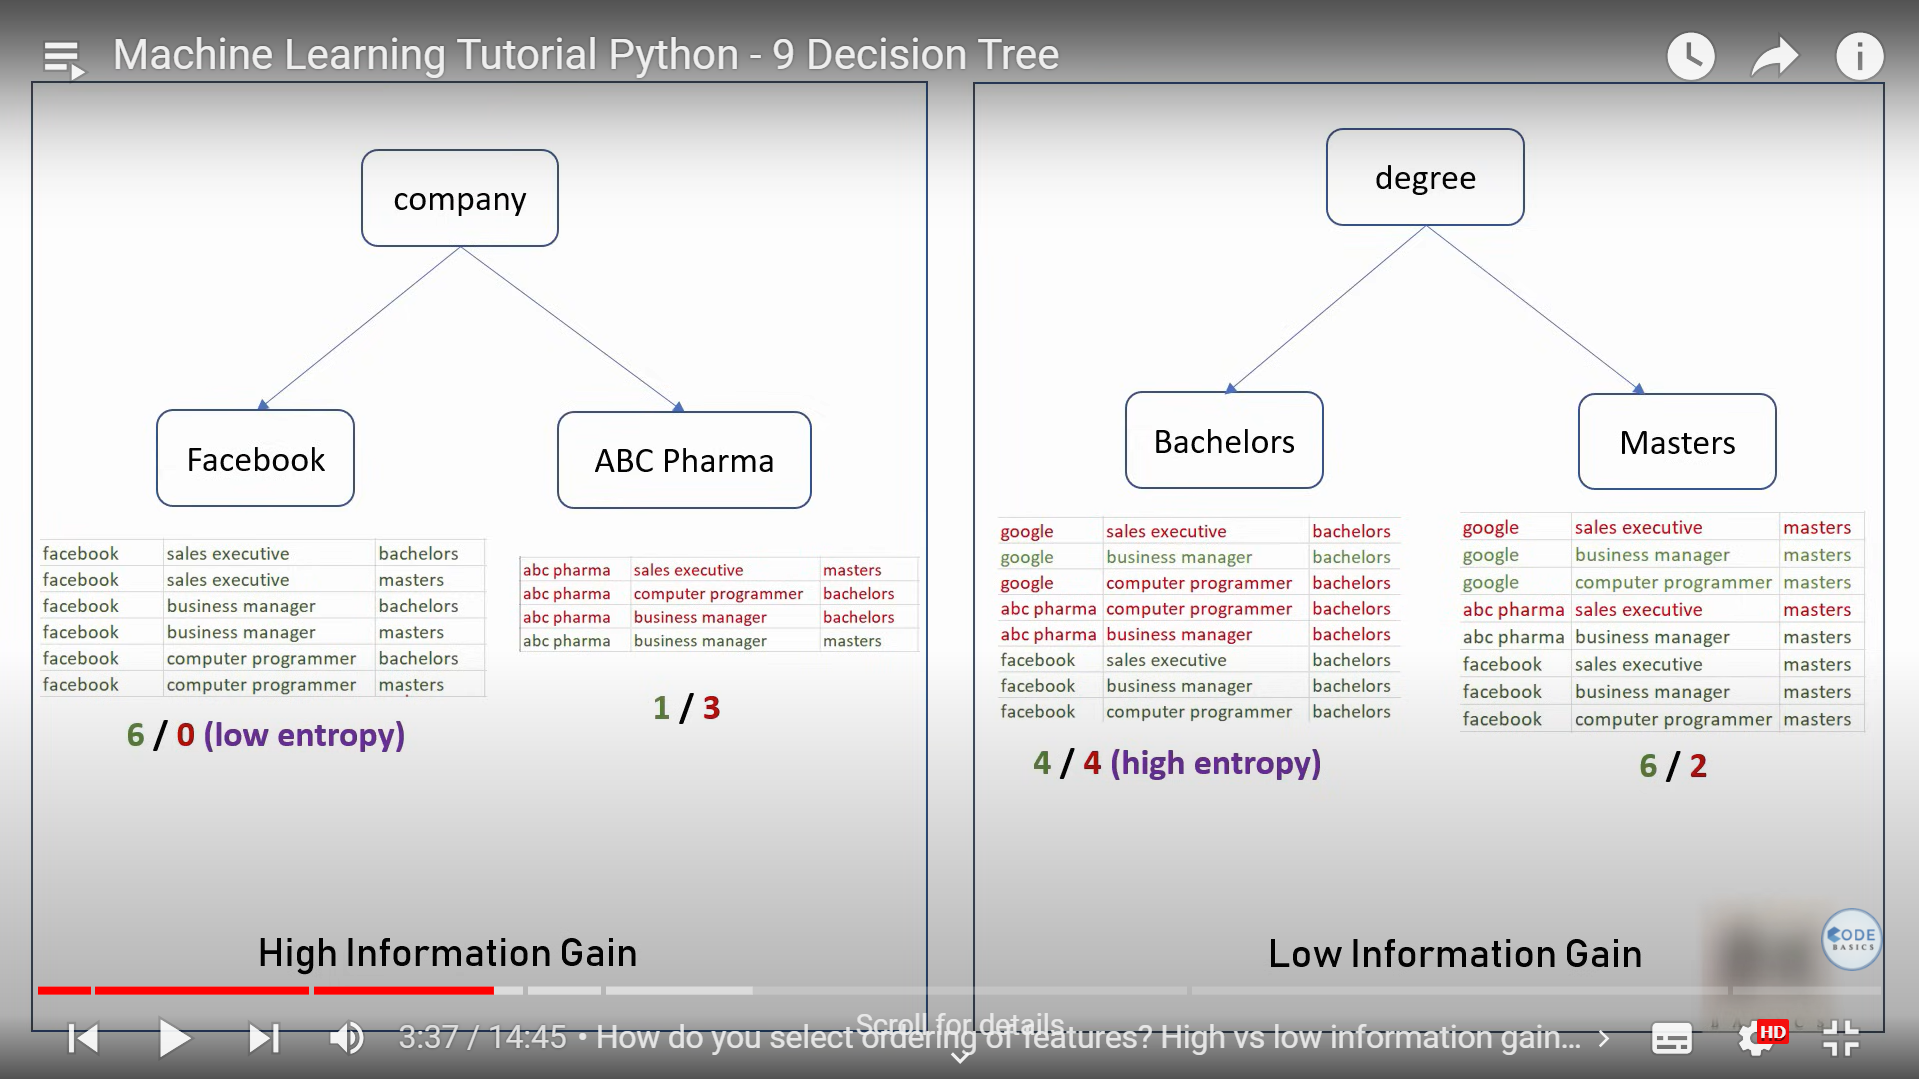 Machine Learning Tutorial Python - 9 Decision Tree
company
Facebook
ABC Pharma
facebook sales executive bachelors
facebook sales executive masters
facebook business manager bachelors
facebook business manager masters
facebook computer programmer bachelors
facebook computer programmer masters
6 / 0 (low entropy)
abc pharma sales executive masters
abc pharma computer programmer bachelors
abc pharma business manager bachelors
abc pharma business manager masters
1 / 3
High Information Gain
degree
Bachelors
Masters
google sales executive bachelors
google business manager bachelors
google computer programmer bachelors
abc pharma computer programmer bachelors
abc pharma business manager bachelors
facebook sales executive bachelors
facebook business manager bachelors
facebook computer programmer bachelors
4 / 4 (high entropy)
google sales executive masters
google business manager masters
google computer programmer masters
abc pharma sales executive masters
abc pharma business manager masters
facebook sales executive masters
facebook business manager masters
facebook computer programmer masters
6 / 2
Low Information Gain
CODE
BASICS
Scroll for details
3:37 / 14:45 • How do you select ordering of features? High vs low information gain...
HD